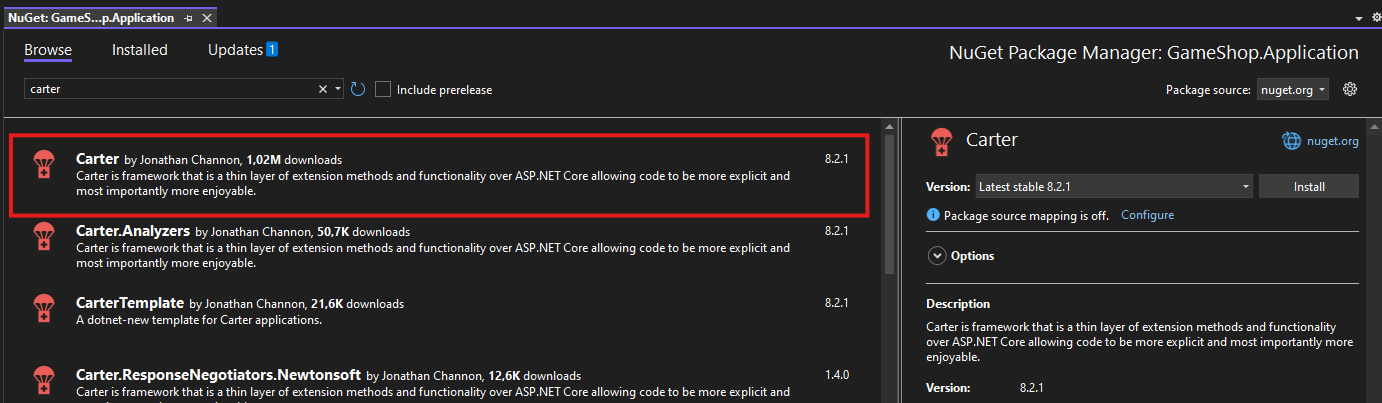 NuGet: GameS...p.Application
Browse Installed Updates 1
NuGet Package Manager: GameShop.Application
carter
Include prerelease
Package source: nuget.org
Carter by Jonathan Channon, 1,02M downloads 8.2.1
Carter is framework that is a thin layer of extension methods and functionality over ASP.NET Core allowing code to be more explicit and
most importantly more enjoyable.
Carter.Analyzers by Jonathan Channon, 50,7K downloads 8.2.1
Carter is framework that is a thin layer of extension methods and functionality over ASP.NET Core allowing code to be more explicit and
most importantly more enjoyable.
CarterTemplate by Jonathan Channon, 21,6K downloads 8.2.1
A dotnet-new template for Carter applications.
Carter.ResponseNegotiators.Newtonsoft by Jonathan Channon, 12,6K downloads 1.4.0
Carter is framework that is a thin layer of extension methods and functionality over ASP.NET Core allowing code to be more explicit and
Carter
nuget.org
Version: Latest stable 8.2.1 Install
Package source mapping is off. Configure
Options
Description
Carter is framework that is a thin layer of extension methods and functionality
over ASP.NET Core allowing code to be more explicit and most importantly more
enjoyable.
Version: 8.2.1